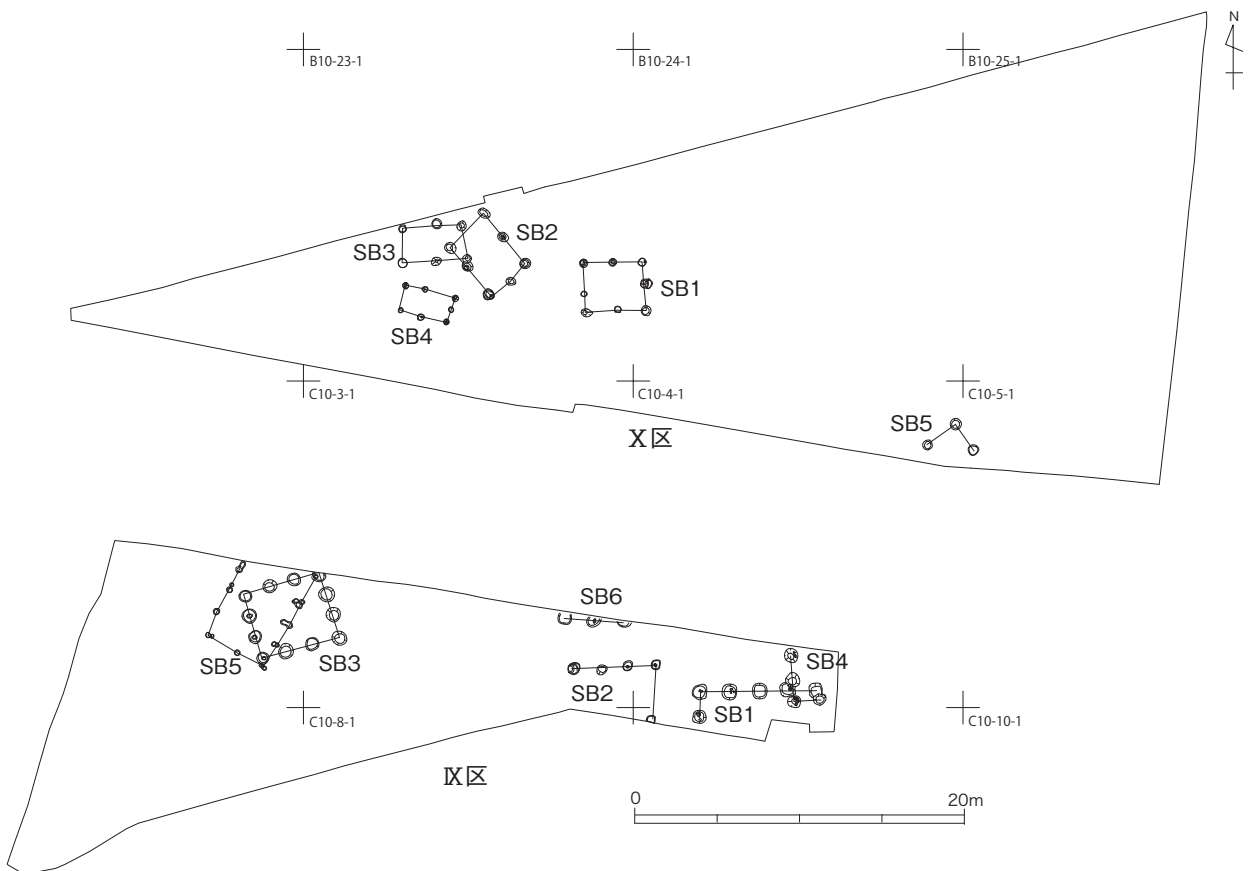 N
B10-23-1
B10-24-1
B10-25-1
SB3
SB2
SB1
SB4
C10-3-1
C10-4-1
C10-5-1
SB5
Ⅹ区
SB6
SB5
SB3
SB2
SB4
SB1
C10-8-1
C10-10-1
Ⅸ区
0
20m